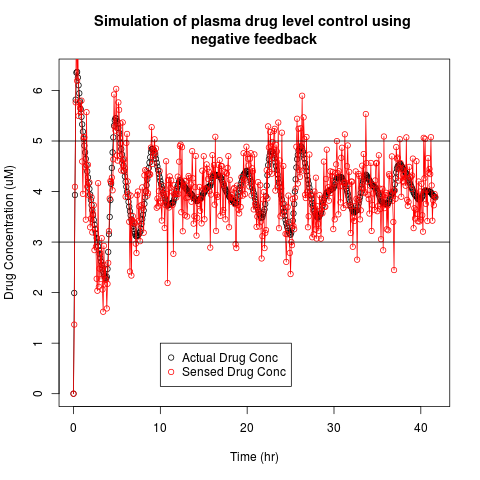 Simulation of plasma drug level control using
negative feedback
Drug Concentration (uM)
6
5
4
3
2
1
0
Actual Drug Conc
Sensed Drug Conc
0 10 20 30 40
Time (hr)